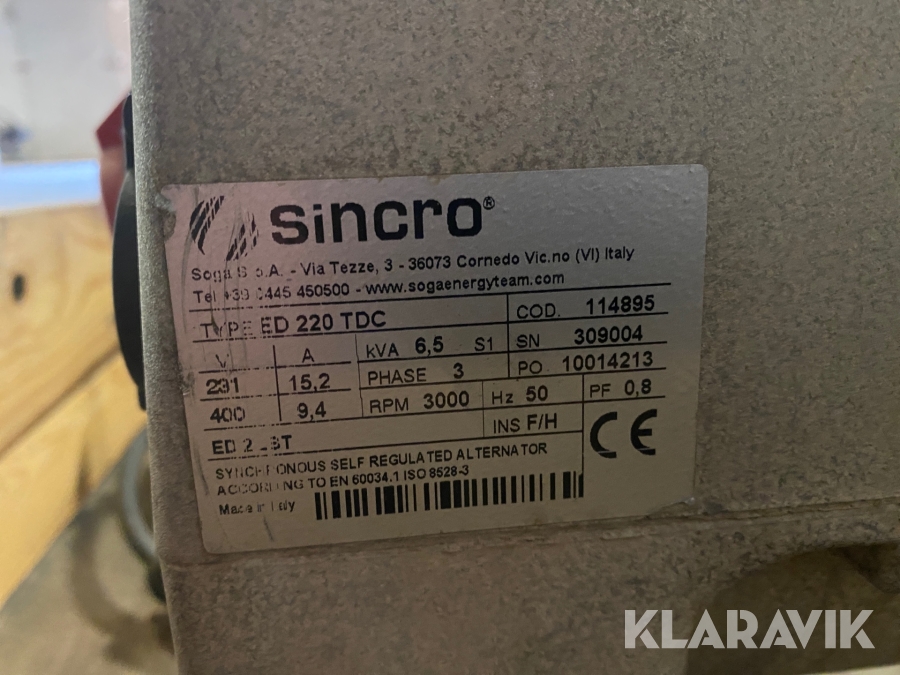 sincro®
Soga S.p.A. - Via Tezze, 3 - 36073 Cornedo Vic.no (VI) Italy
Tel +39 0445 450500 - www.sogaenergyteam.com
TYPE ED 220 TDC
COD. 114895
V A kVA 6,5 S1 SN 309004
231 15,2 PHASE 3 PO 10014213
400 9,4 RPM 3000 Hz 50 PF 0,8
ED 2 INS F/H
SYNCHRONOUS SELF REGULATED ALTERNATOR
ACCORDING TO EN 60034.1 ISO 8528-3
Made in Italy
CE
KLARAVIK